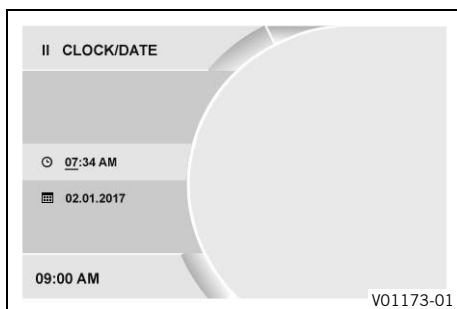 II CLOCK/DATE
07:34 AM
02.01.2017
09:00 AM
V01173-01